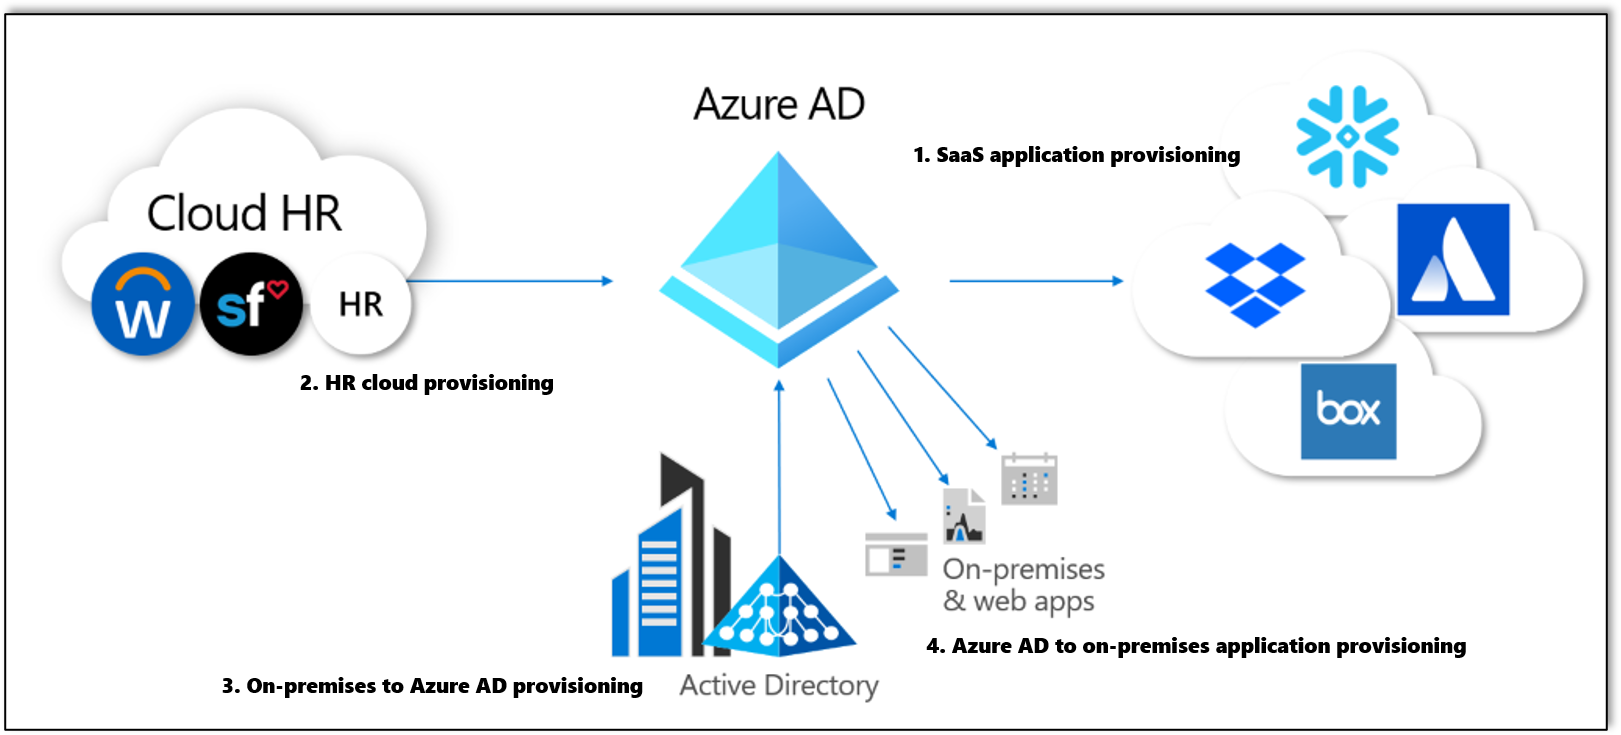 Azure AD
1. SaaS application provisioning
Cloud HR
W
sf
HR
2. HR cloud provisioning
box
On-premises
& web apps
4. Azure AD to on-premises application provisioning
3. On-premises to Azure AD provisioning
Active Directory